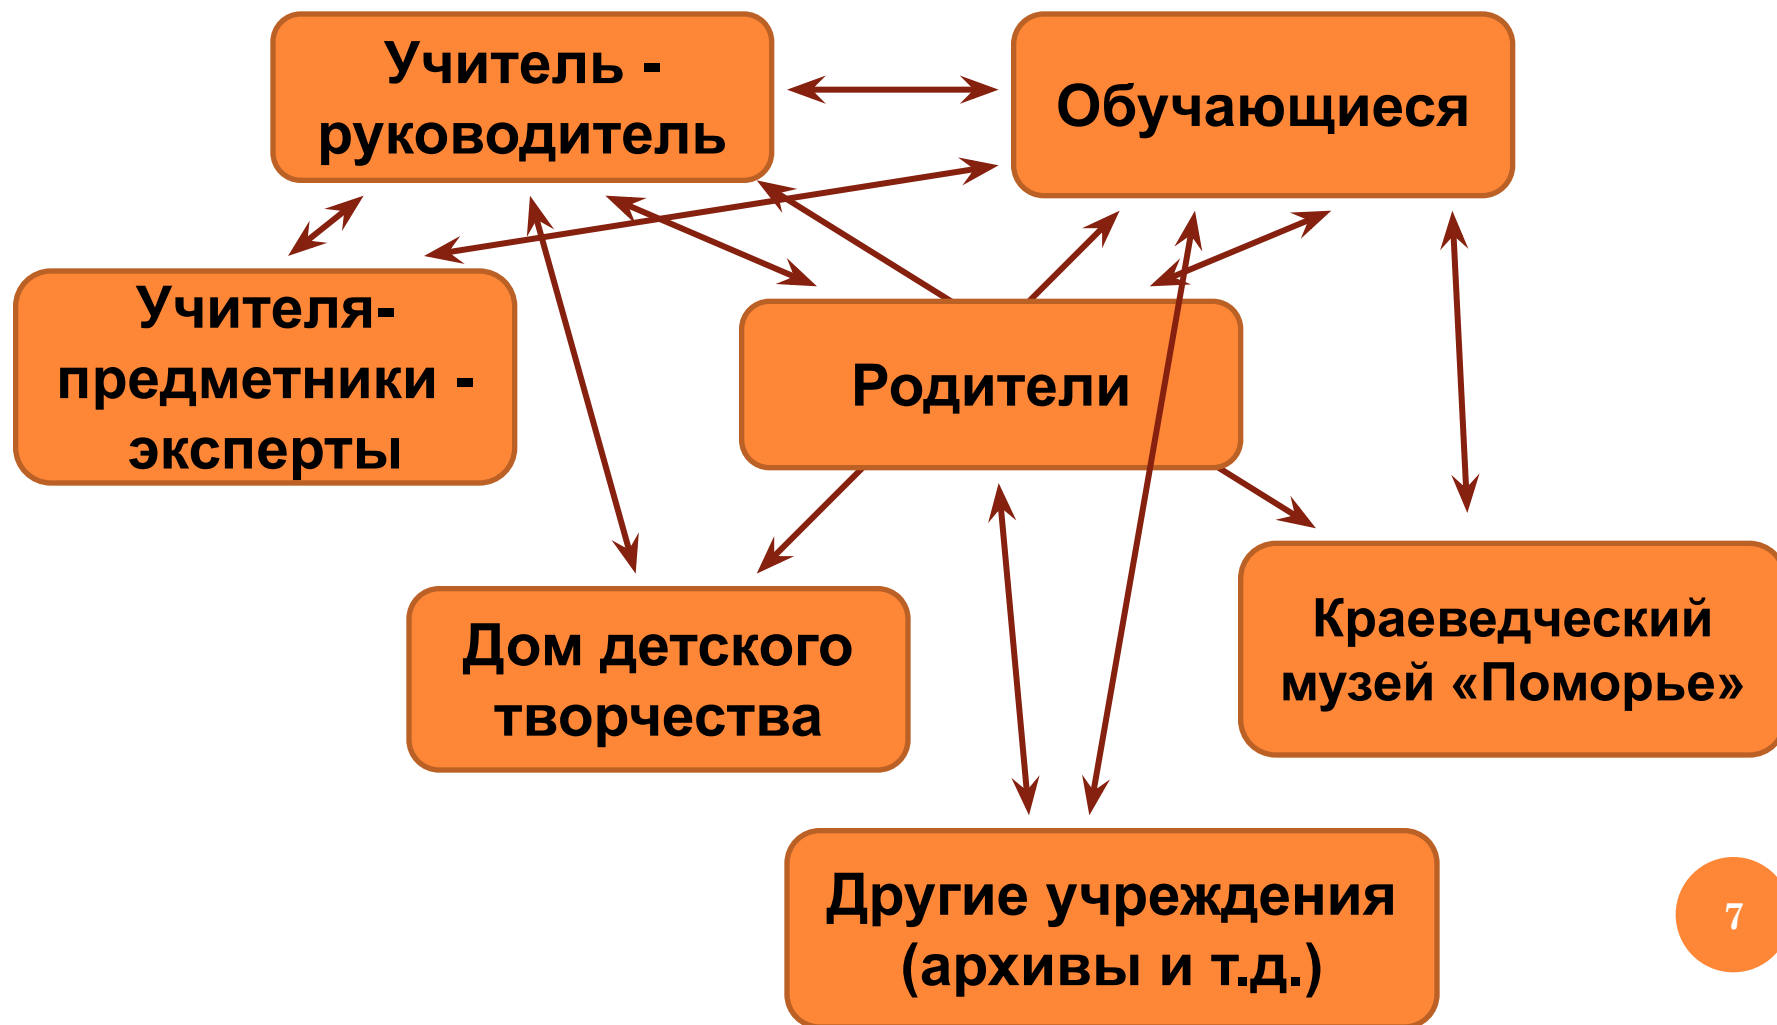 Учитель -
руководитель
Обучающиеся
Учителя-
предметники -
эксперты
Родители
Дом детского
творчества
Краеведческий
музей «Поморье»
Другие учреждения
(архивы и т.д.)
7